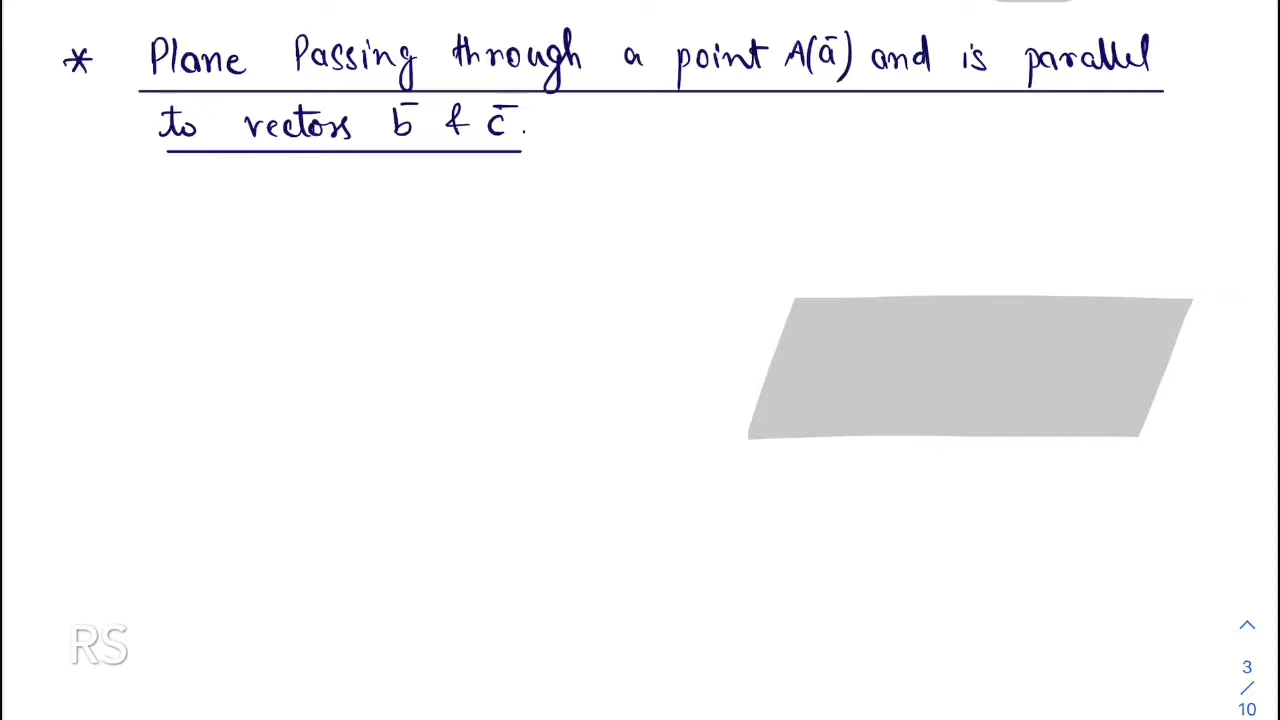 * Plane Passing through a point A(ā) and is parallel
to vectors b̄ & c̄.
RS
3
/
10